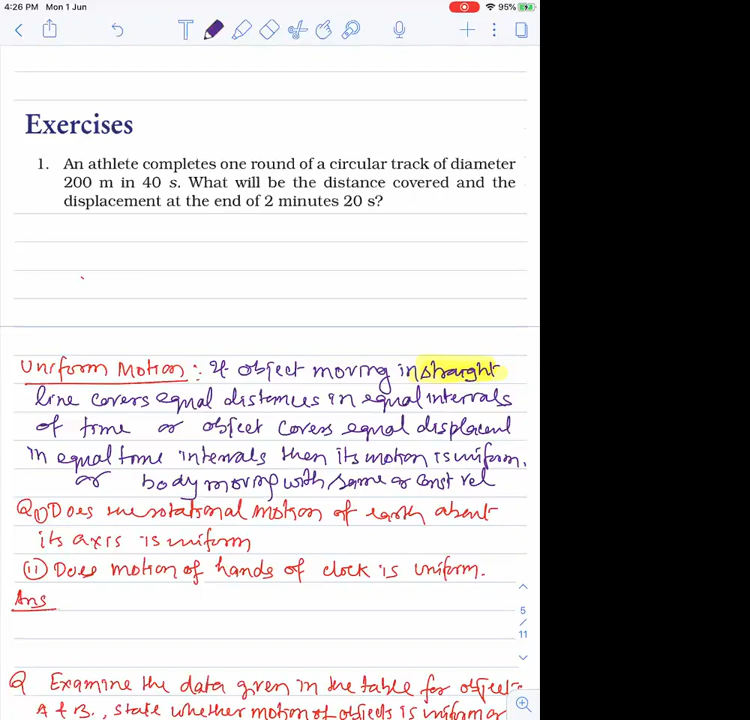 4:26 PM Mon 1 Jun
95%
Exercises
1. An athlete completes one round of a circular track of diameter
200 m in 40 s. What will be the distance covered and the
displacement at the end of 2 minutes 20 s?
Uniform Motion : If object moving in straight
line covers equal distances in equal intervals
of time or object covers equal displacent
in equal time intervals then its motion is uniform.
or body moving with same or const vel
Q (i) Does the rotational motion of earth about
its axis is uniform
(ii) Does motion of hands of clock is uniform.
Ans
5
/
11
Q Examine the data given in the table for objects
A & B., state whether motion of objects is uniform or